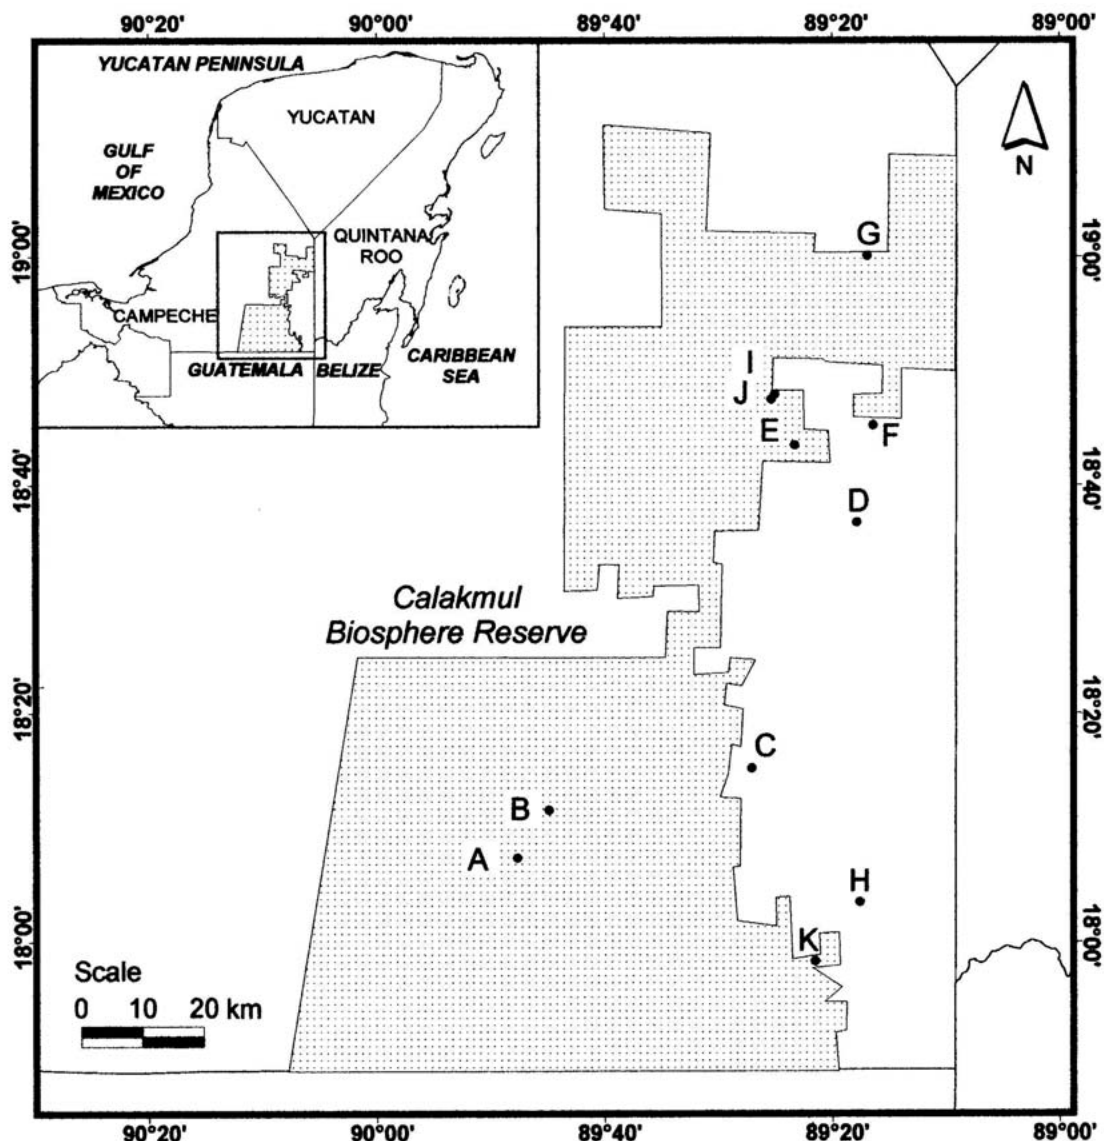 90°20' 90°00' 89°40' 89°20' 89°00'
YUCATAN PENINSULA
YUCATAN
GULF
OF
MEXICO
QUINTANA
ROO
CAMPECHE
GUATEMALA BELIZE
CARIBBEAN
SEA
N
19°00' 19°00'
G
I
J
E
F
18°40' 18°40'
D
Calakmul
Biosphere Reserve
18°20' 18°20'
C
B
A
H
18°00' 18°00'
K
Scale
0 10 20 km
90°20' 90°00' 89°40' 89°20' 89°00'